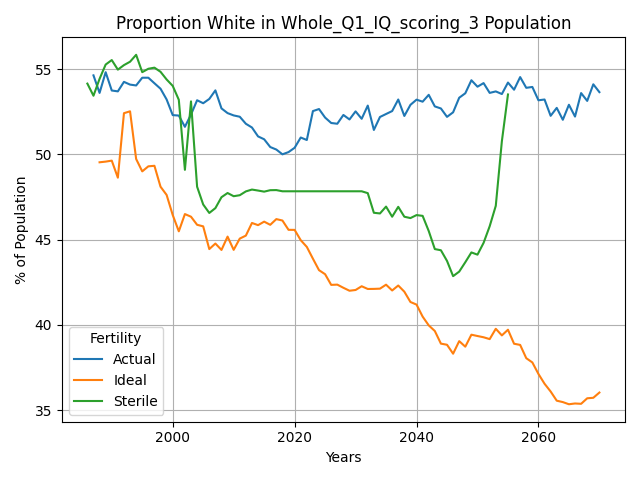 Proportion White in Whole_Q1_IQ_scoring_3 Population
% of Population
55
50
45
40
35
Fertility
Actual
Ideal
Sterile
2000
2020
2040
2060
Years